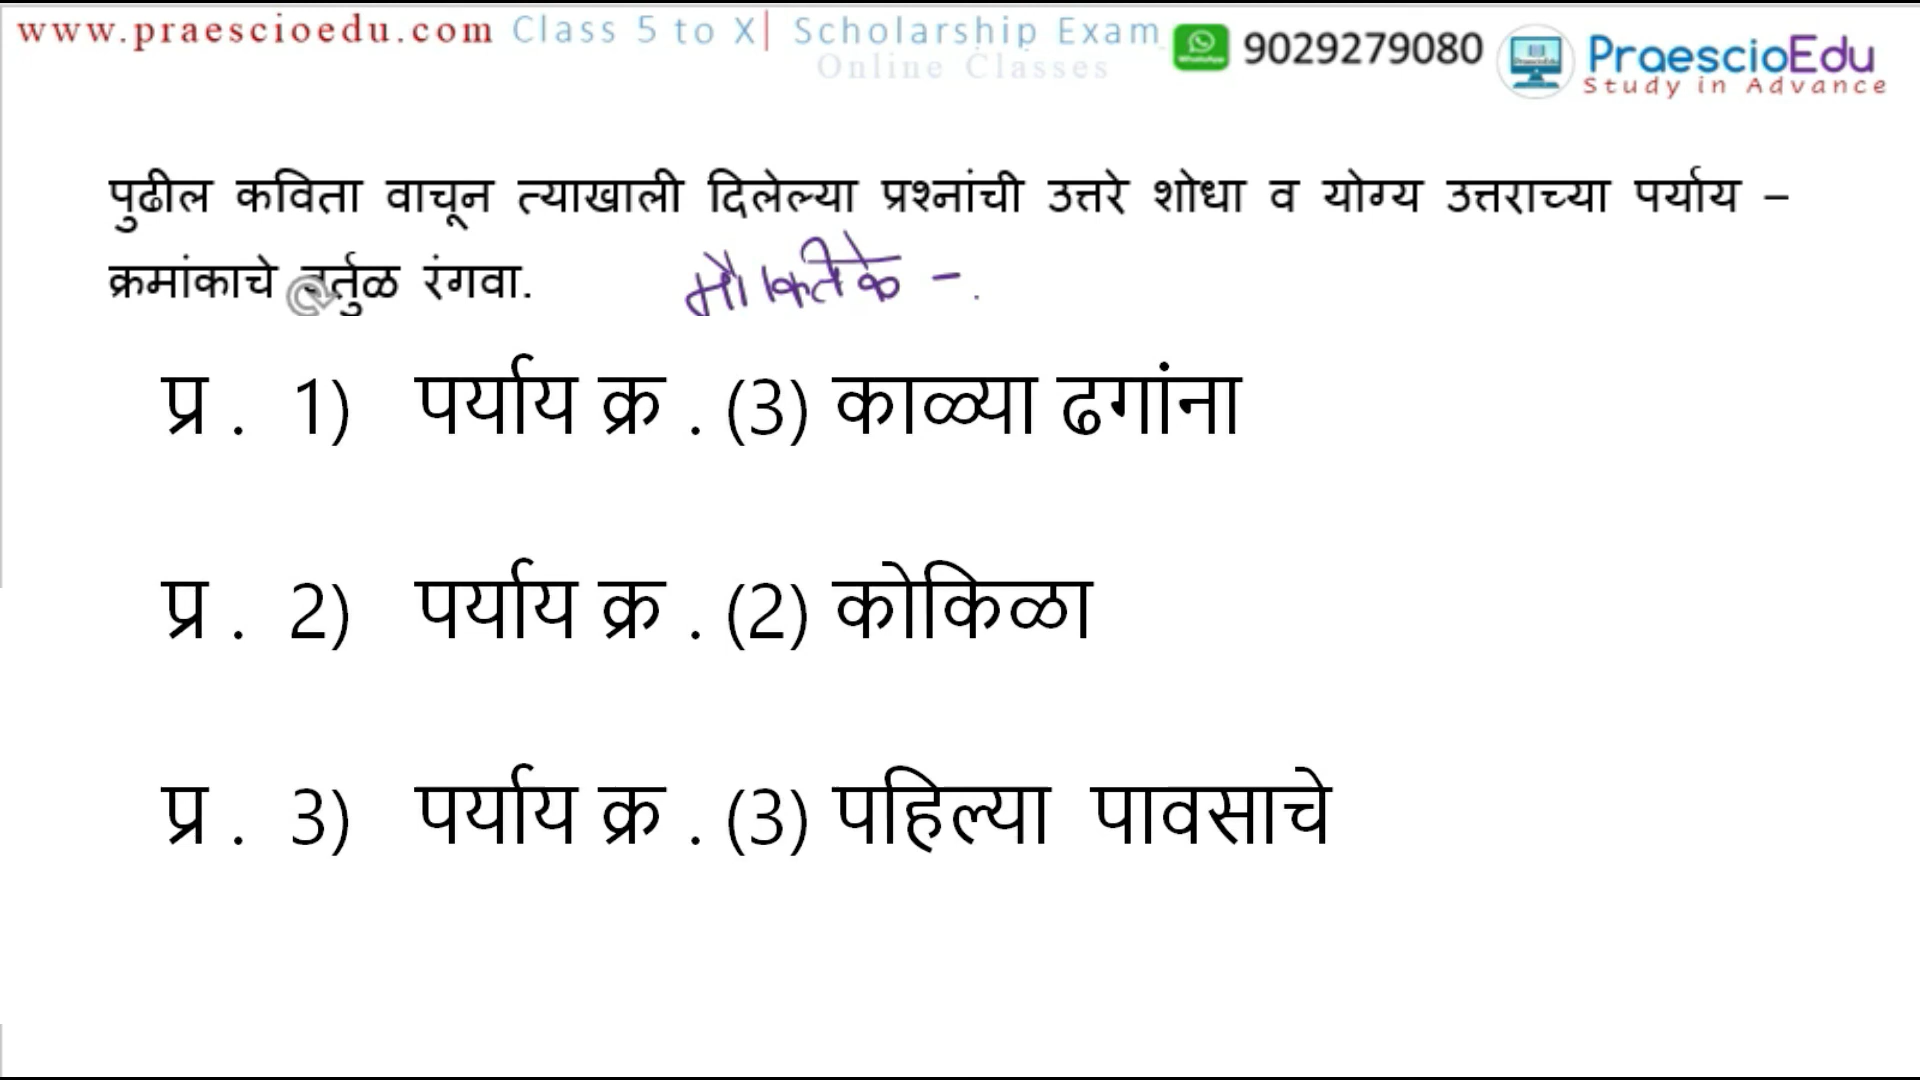 www.praescioedu.com Class 5 to X| Scholarship Exam 9029279080 PraescioEdu
Online Classes Study in Advance
पुढील कविता वाचून त्याखाली दिलेल्या प्रश्नांची उत्तरे शोधा व योग्य उत्तराच्या पर्याय –
क्रमांकाचे वर्तुळ रंगवा.
प्र . 1) पर्याय क्र . (3) काळ्या ढगांना
प्र . 2) पर्याय क्र . (2) कोकिळा
प्र . 3) पर्याय क्र . (3) पहिल्या पावसाचे